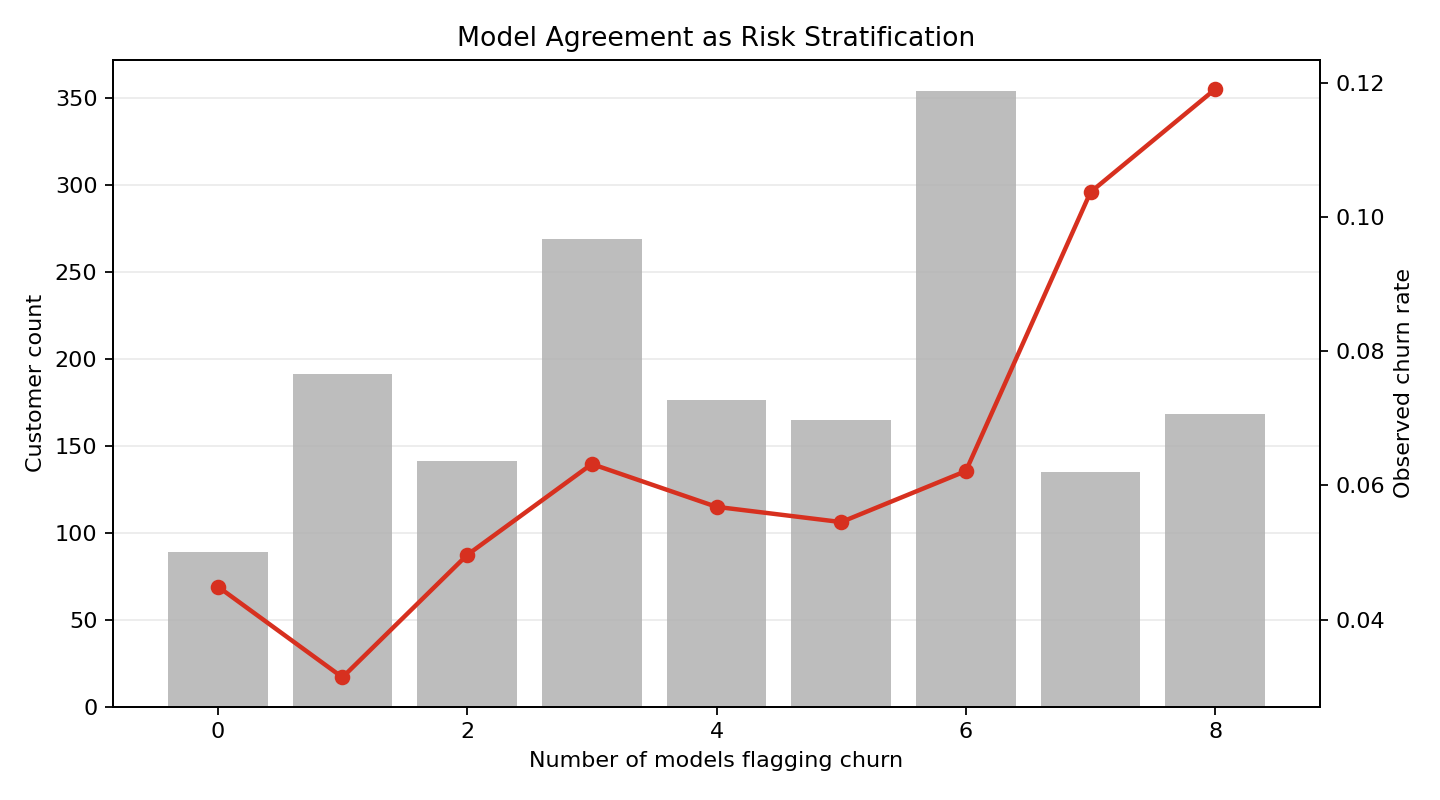 Model Agreement as Risk Stratification
350
300
250
200
150
100
50
0
Customer count
0.12
0.10
0.08
0.06
0.04
Observed churn rate
0 2 4 6 8
Number of models flagging churn